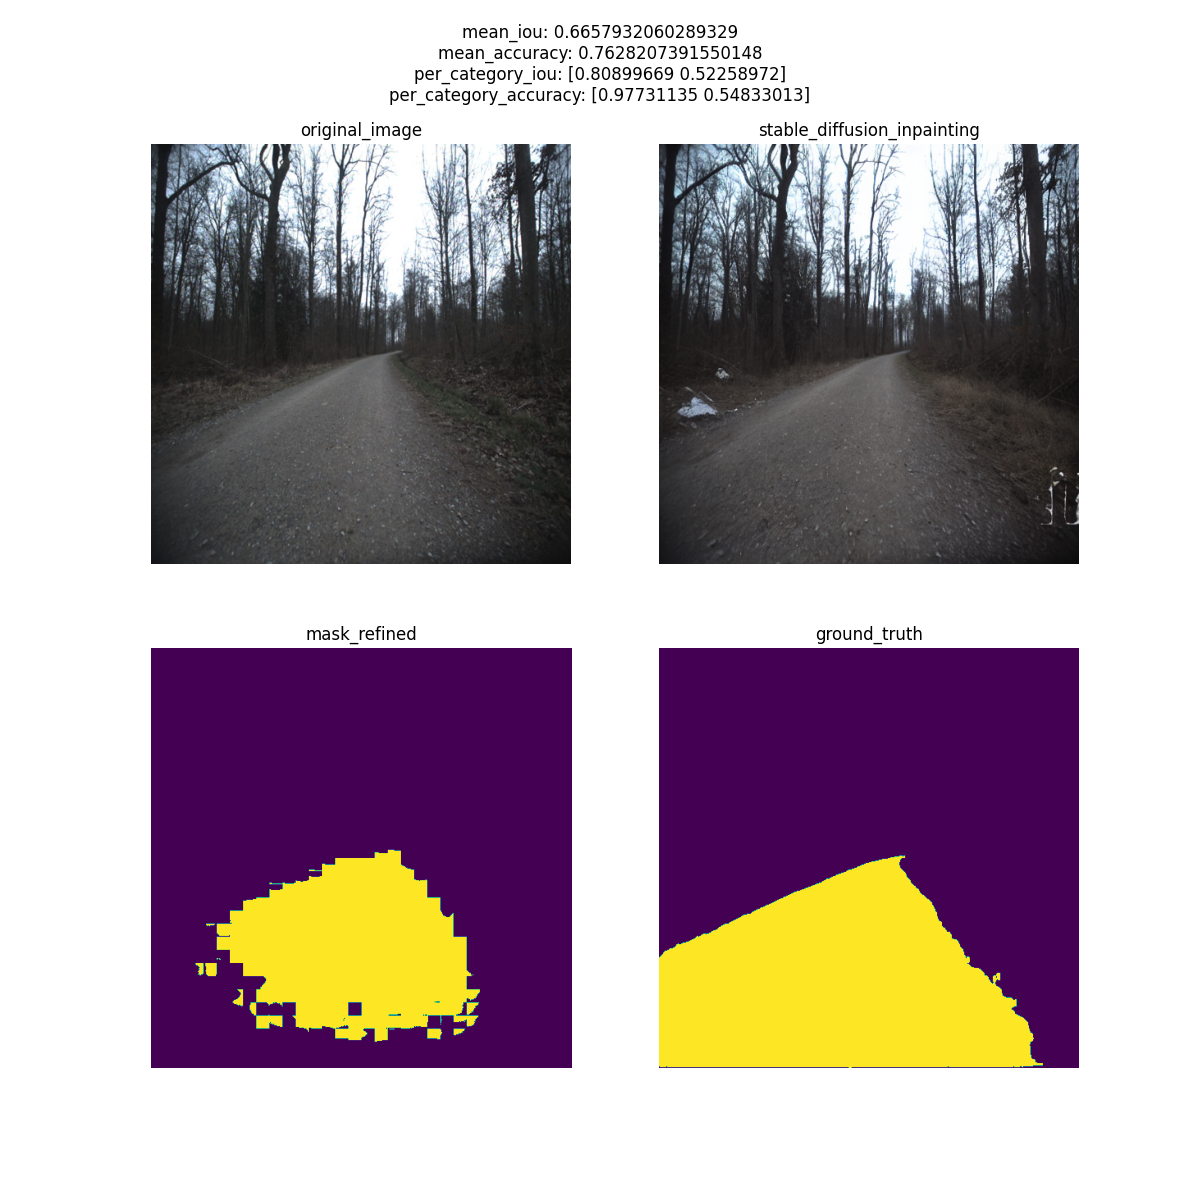 mean_iou: 0.6657932060289329
mean_accuracy: 0.7628207391550148
per_category_iou: [0.80899669 0.52258972]
per_category_accuracy: [0.97731135 0.54833013]
original_image
stable_diffusion_inpainting
mask_refined
ground_truth